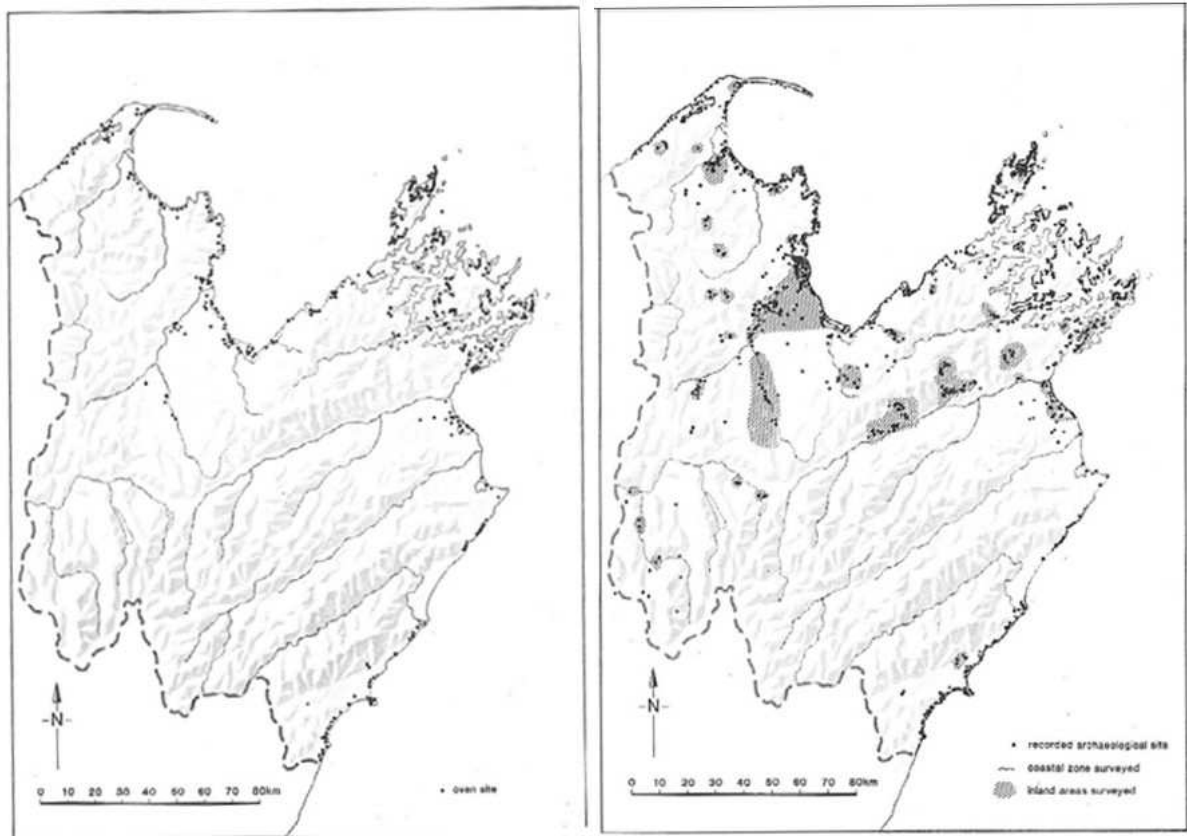 -N-
0 10 20 30 40 50 60 70 80km
oven site
-N-
0 10 20 30 40 50 60 70 80km
recorded archaeological site
coastal zone surveyed
Inland areas surveyed